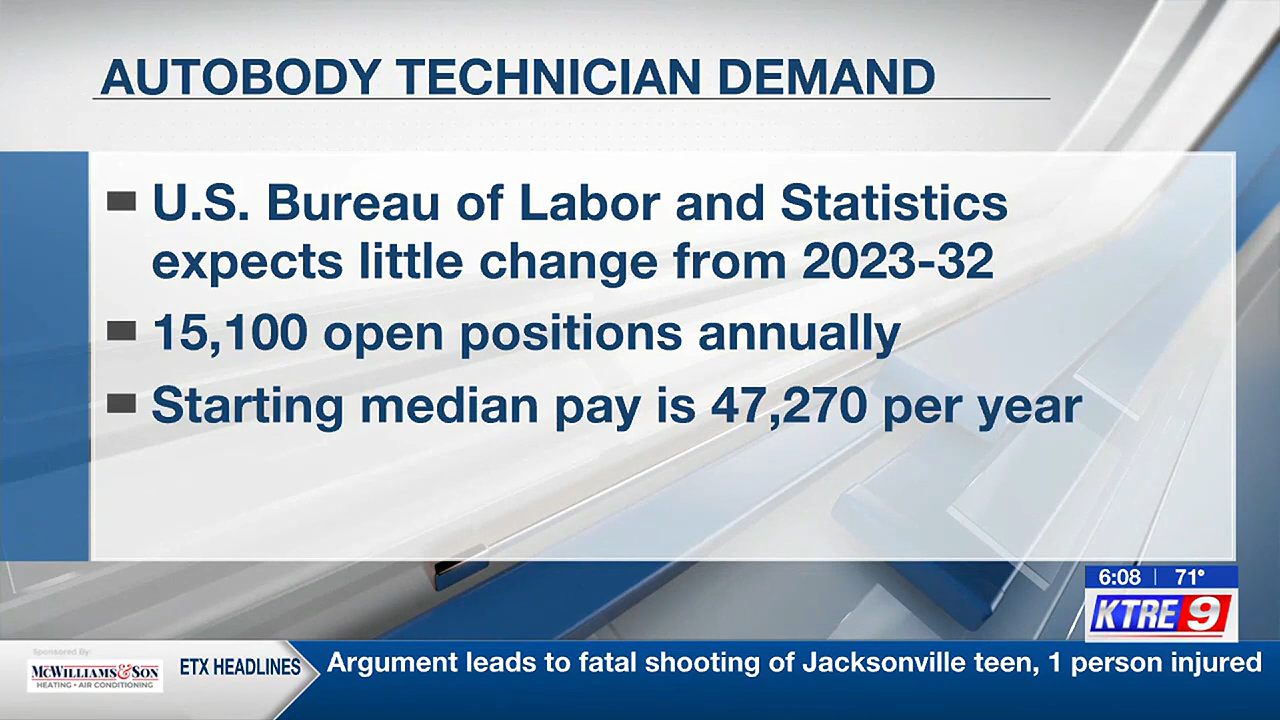 AUTOBODY TECHNICIAN DEMAND
U.S. Bureau of Labor and Statistics
expects little change from 2023-32
15,100 open positions annually
Starting median pay is 47,270 per year
6:08 | 71°
KTRE 9
Sponsored By:
MCWILLIAMS & SON
HEATING • AIR CONDITIONING
ETX HEADLINES
Argument leads to fatal shooting of Jacksonville teen, 1 person injured